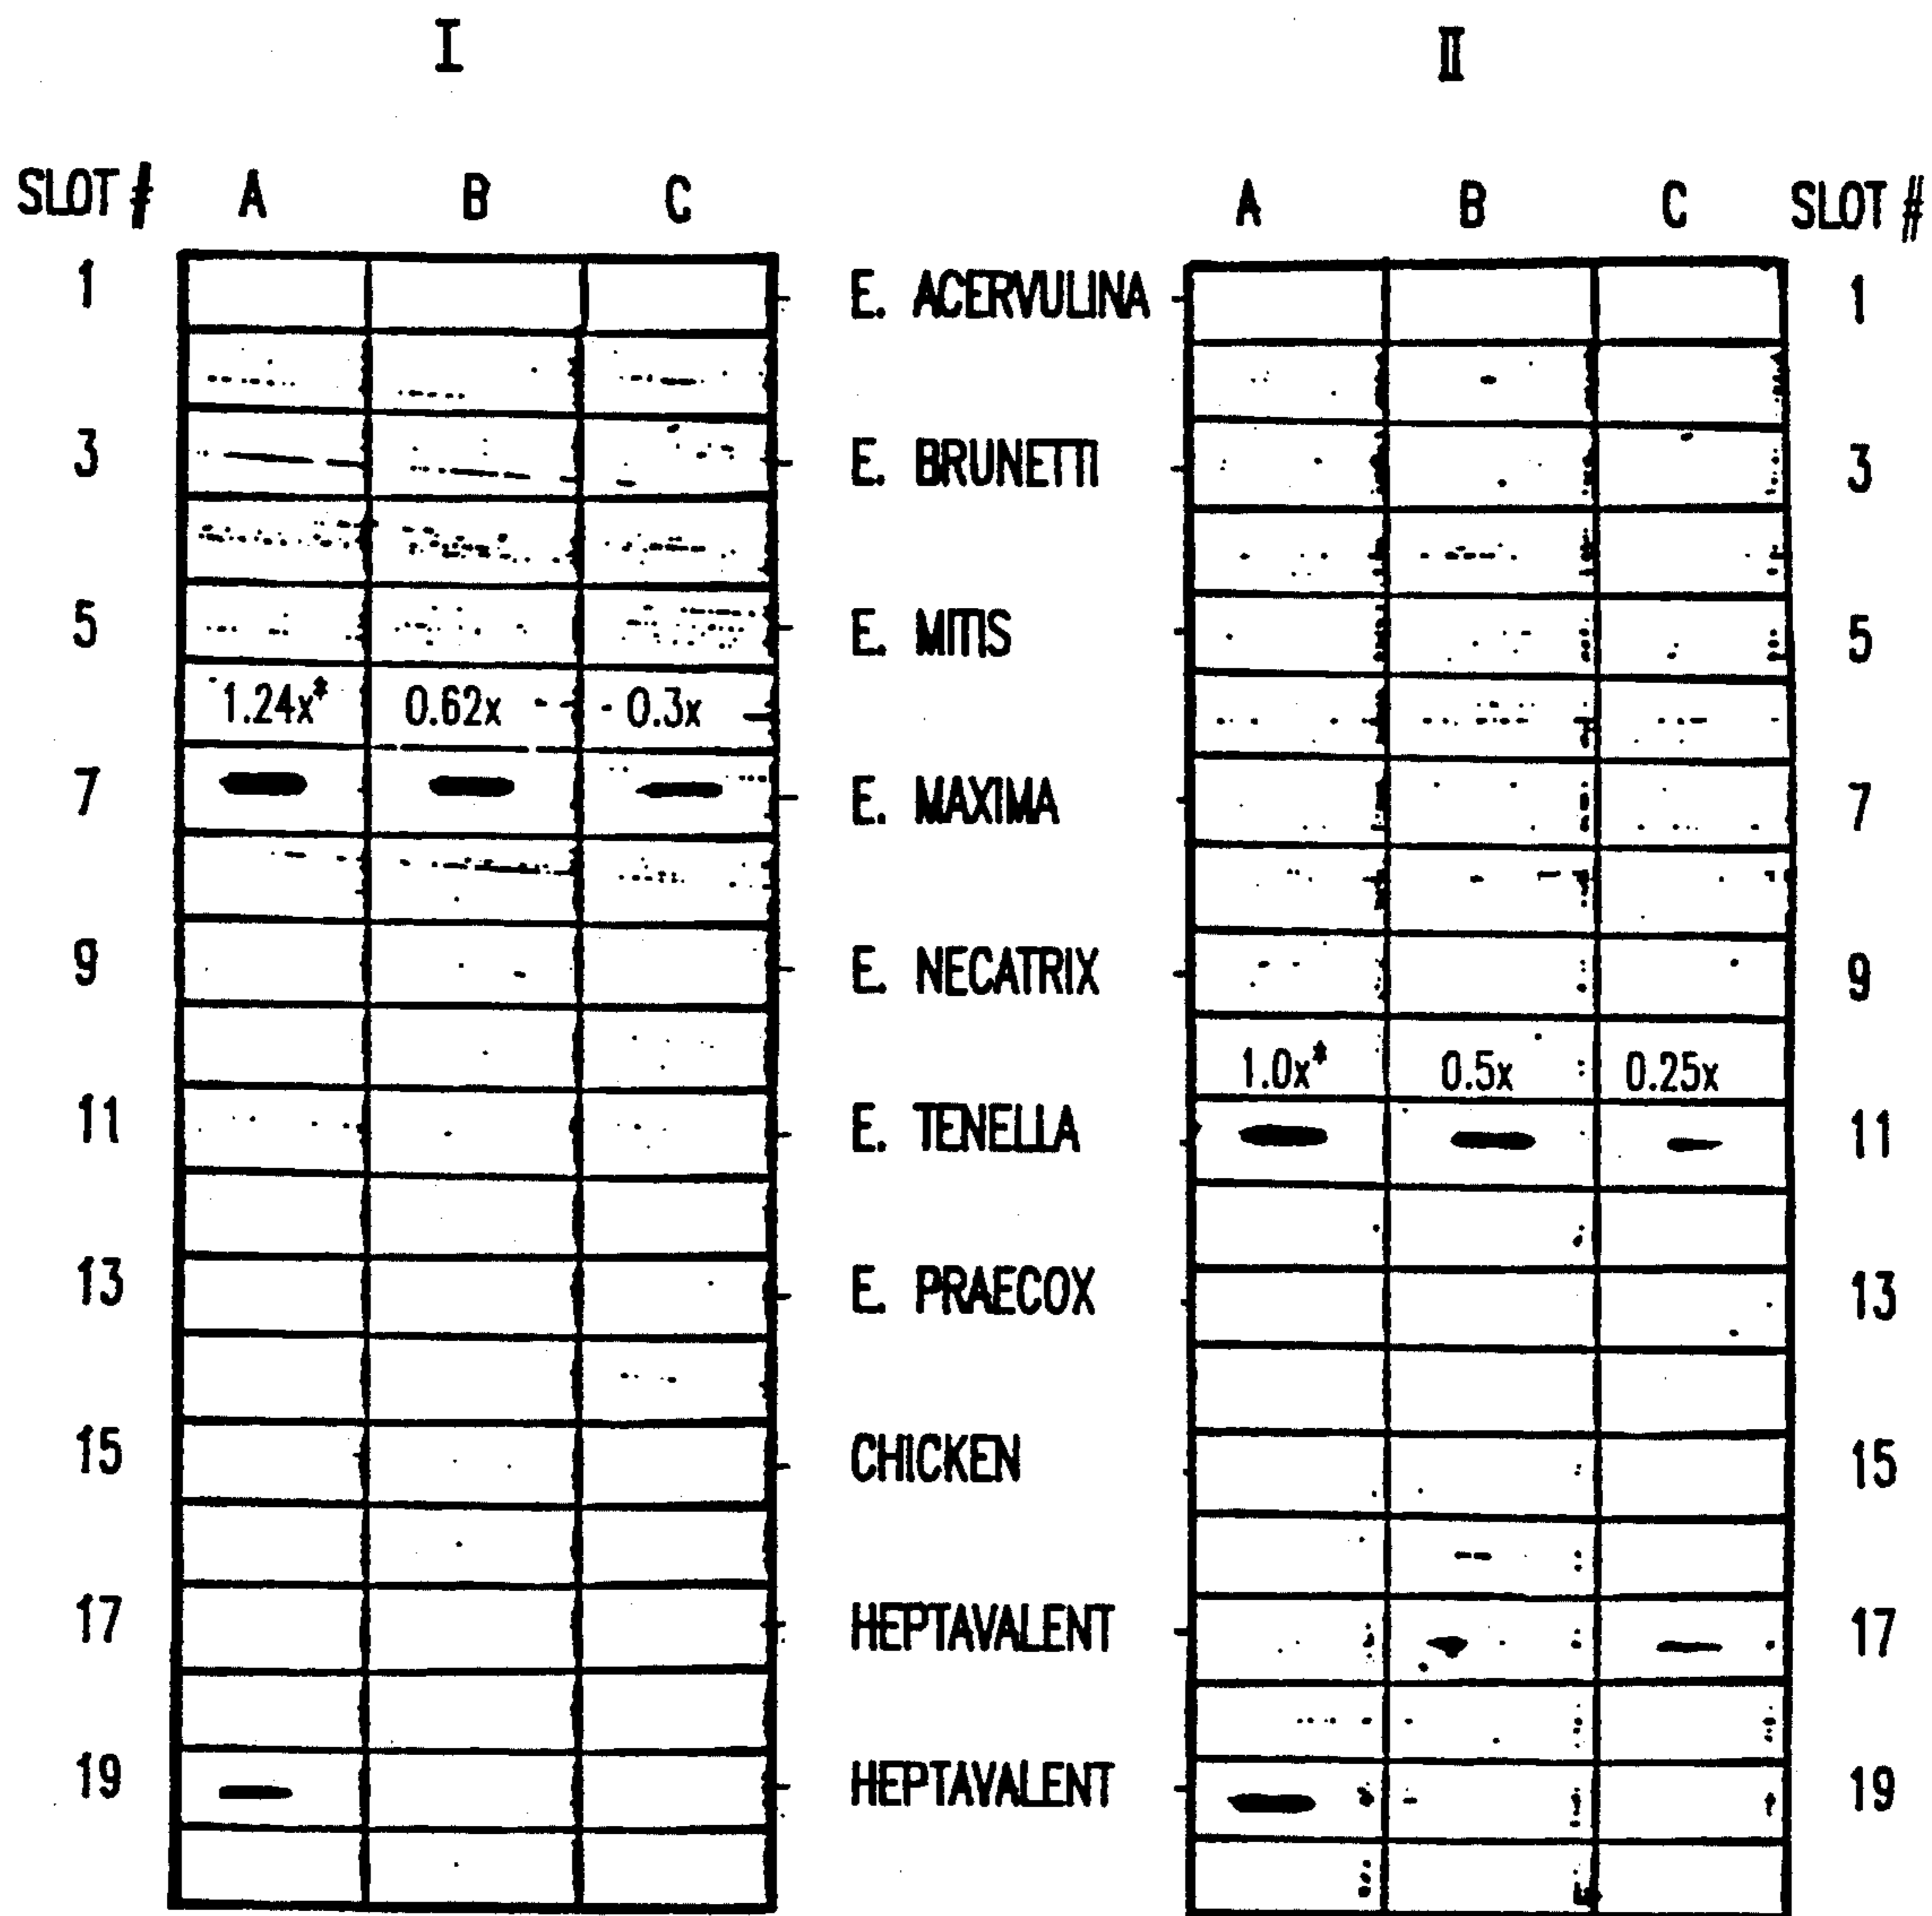 I II
SLOT # A B C A B C SLOT #
1 E. ACERVULINA 1
3 E. BRUNETTI 3
5 E. MITIS 5
1.24x* 0.62x 0.3x
7 E. MAXIMA 7
9 E. NECATRIX 9
1.0x* 0.5x 0.25x
11 E. TENELLA 11
13 E. PRAECOX 13
15 CHICKEN 15
17 HEPTAVALENT 17
19 HEPTAVALENT 19